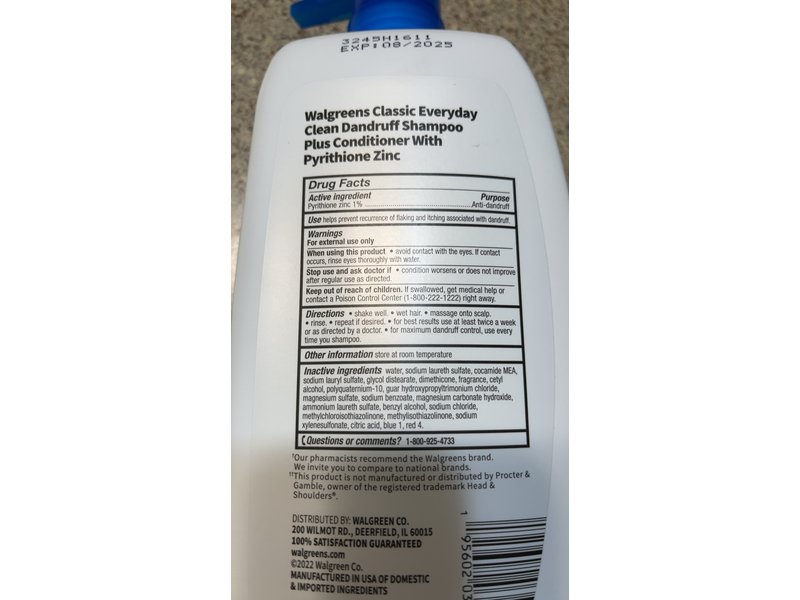 3245H1611
EXP:08/2025
Walgreens Classic Everyday
Clean Dandruff Shampoo
Plus Conditioner With
Pyrithione Zinc
Drug Facts
Active ingredient Purpose
Pyrithione zinc 1% ........................................Anti-dandruff
Use helps prevent recurrence of flaking and itching associated with dandruff.
Warnings
For external use only
When using this product • avoid contact with the eyes. If contact
occurs, rinse eyes thoroughly with water.
Stop use and ask doctor if • condition worsens or does not improve
after regular use as directed.
Keep out of reach of children. If swallowed, get medical help or
contact a Poison Control Center (1-800-222-1222) right away.
Directions • shake well. • wet hair. • massage onto scalp.
• rinse. • repeat if desired. • for best results use at least twice a week
or as directed by a doctor. • for maximum dandruff control, use every
time you shampoo.
Other information store at room temperature
Inactive ingredients water, sodium laureth sulfate, cocamide MEA,
sodium lauryl sulfate, glycol distearate, dimethicone, fragrance, cetyl
alcohol, polyquaternium-10, guar hydroxypropyltrimonium chloride,
magnesium sulfate, sodium benzoate, magnesium carbonate hydroxide,
ammonium laureth sulfate, benzyl alcohol, sodium chloride,
methylchloroisothiazolinone, methylisothiazolinone, sodium
xylenesulfonate, citric acid, blue 1, red 4.
Questions or comments? 1-800-925-4733
†Our pharmacists recommend the Walgreens brand.
We invite you to compare to national brands.
††This product is not manufactured or distributed by Procter &
Gamble, owner of the registered trademark Head &
Shoulders®.
DISTRIBUTED BY: WALGREEN CO.
200 WILMOT RD., DEERFIELD, IL 60015
100% SATISFACTION GUARANTEED
walgreens.com
©2022 Walgreen Co.
MANUFACTURED IN USA OF DOMESTIC
& IMPORTED INGREDIENTS
1 95602 03